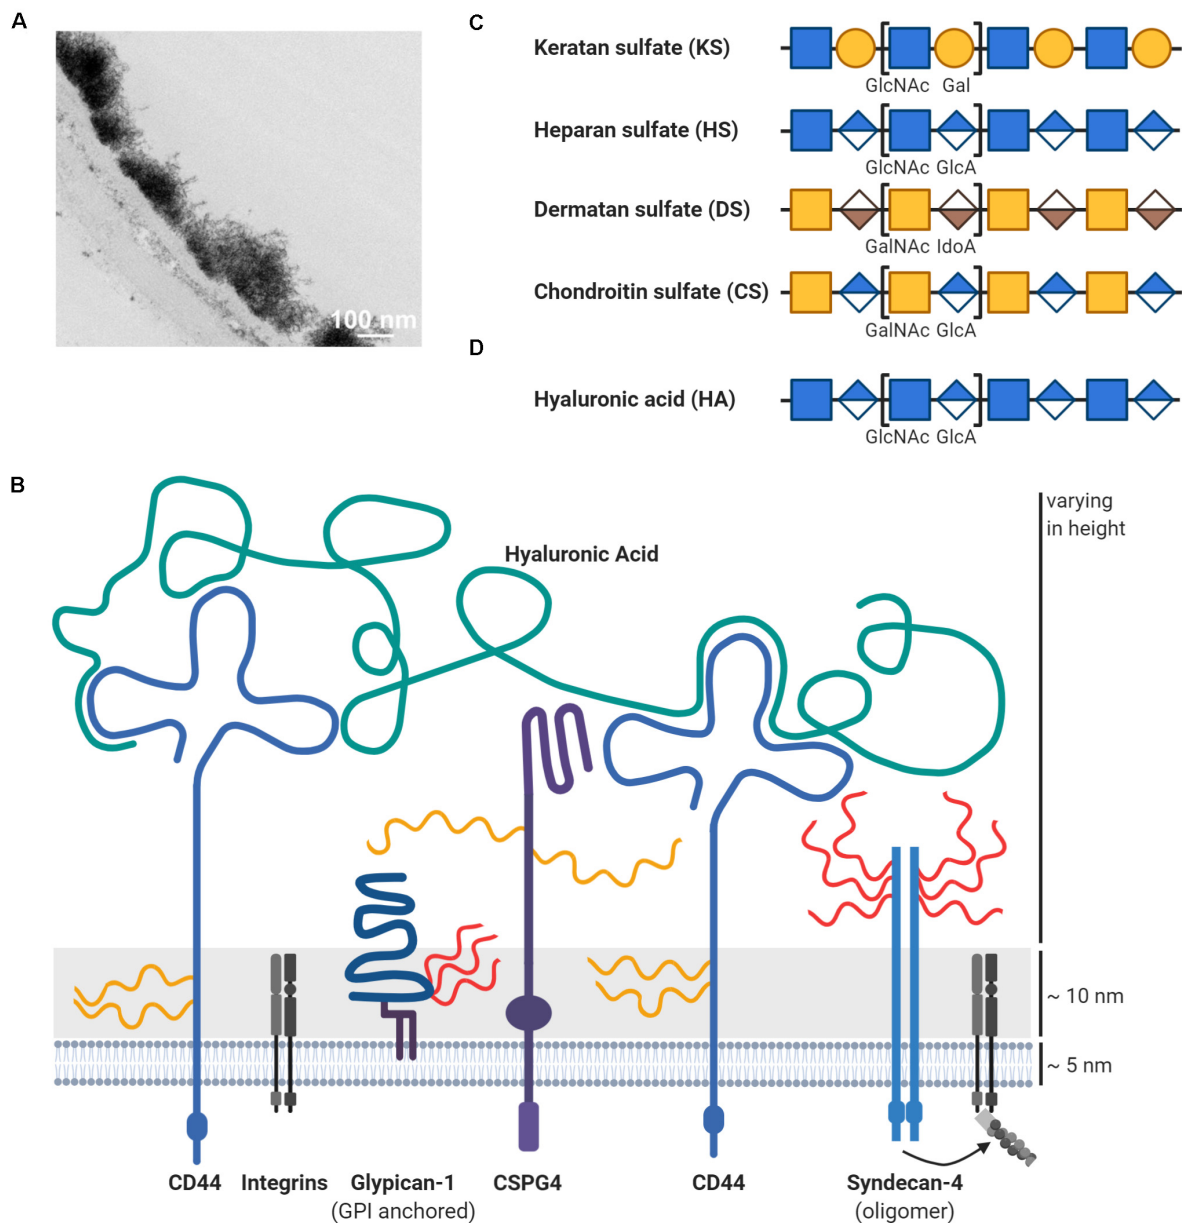 A
100 nm
C
Keratan sulfate (KS)
GlcNAc Gal
Heparan sulfate (HS)
GlcNAc GlcA
Dermatan sulfate (DS)
GalNAc IdoA
Chondroitin sulfate (CS)
GalNAc GlcA
D
Hyaluronic acid (HA)
GlcNAc GlcA
B
Hyaluronic Acid
varying
in height
~ 10 nm
~ 5 nm
CD44 Integrins Glypican-1 CSPG4 CD44 Syndecan-4
(GPI anchored) (oligomer)